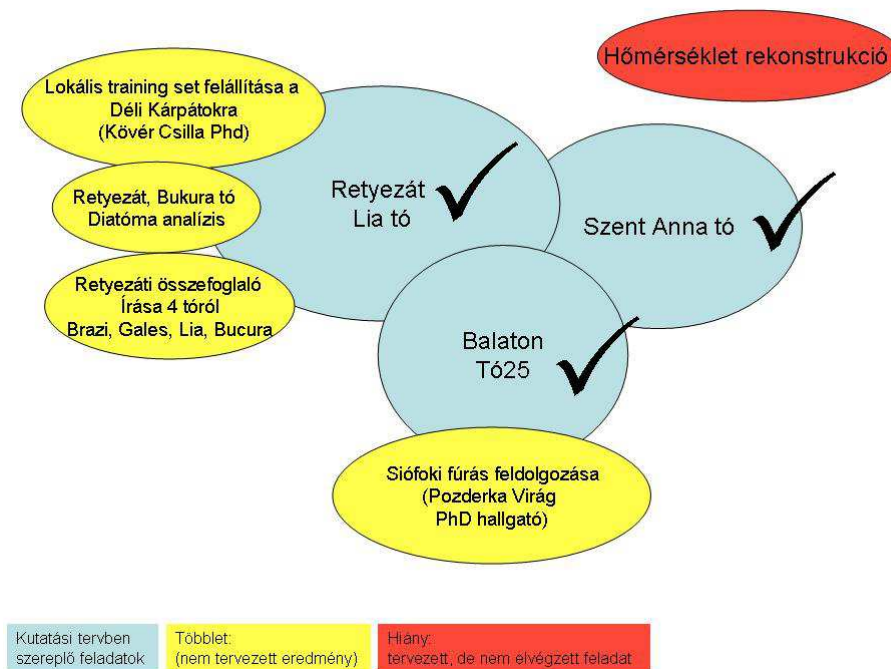 Hőmérséklet rekonstrukció
Lokális training set felállítása a
Déli Kárpátokra
(Kövér Csilla Phd)
Retyezát
Lia tó
Szent Anna tó
Retyezát, Bukura tó
Diatóma analízis
Retyezáti összefoglaló
Írása 4 tóról
Brazi, Gales, Lia, Bucura
Balaton
Tó25
Siófoki fúrás feldolgozása
(Pozderka Virág
PhD hallgató)
Kutatási tervben
szereplő feladatok
Többlet:
(nem tervezett eredmény)
Hiány:
tervezett, de nem elvégzett feladat